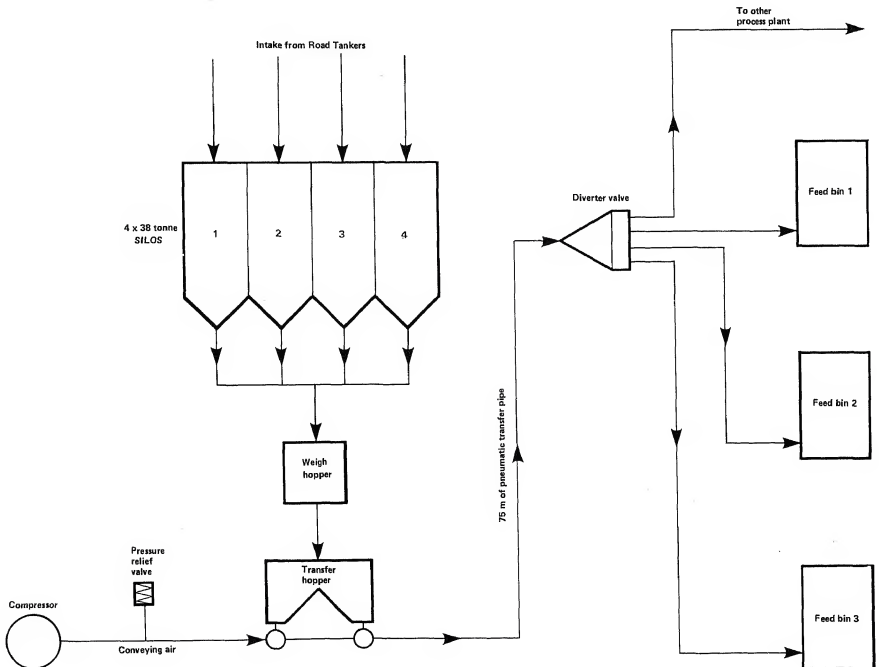 To other
process plant
Intake from Road Tankers
4 x 38 tonne
SILOS
1
2
3
4
Diverter valve
Feed bin 1
Feed bin 2
75 m of pneumatic transfer pipe
Weigh
hopper
Pressure
relief
valve
Transfer
hopper
Compressor
Conveying air
Feed bin 3